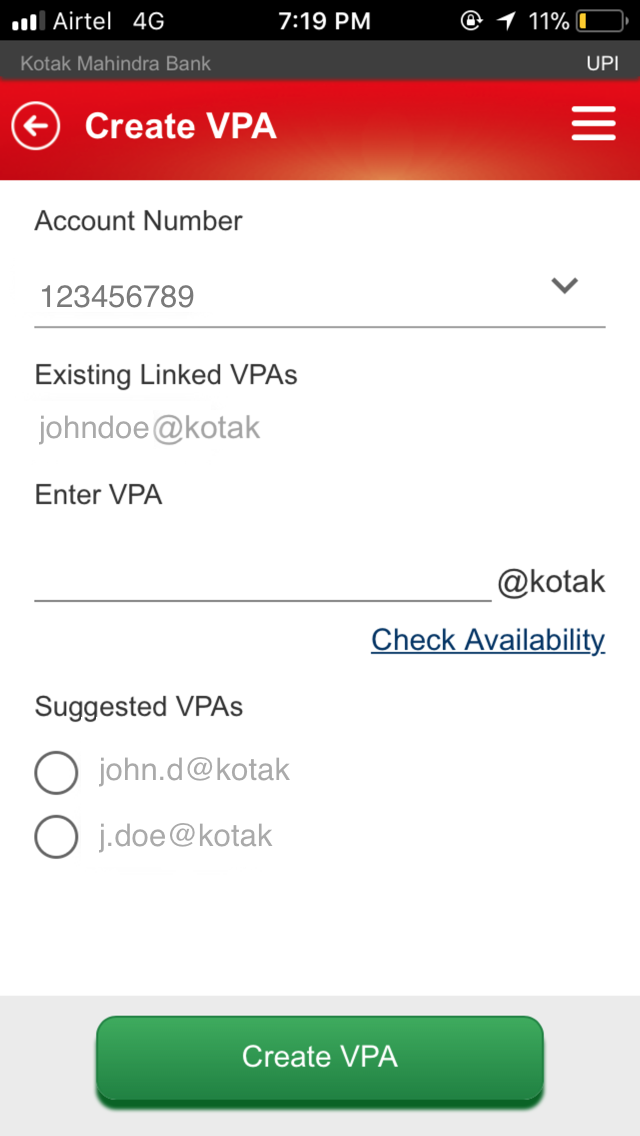 Airtel 4G 7:19 PM 11%
Kotak Mahindra Bank UPI
Create VPA
Account Number
123456789
Existing Linked VPAs
johndoe@kotak
Enter VPA
@kotak
Check Availability
Suggested VPAs
john.d@kotak
j.doe@kotak
Create VPA